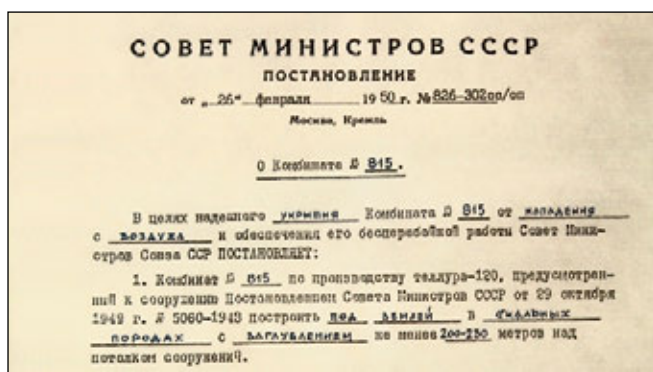 СОВЕТ МИНИСТРОВ СССР
ПОСТАНОВЛЕНИЕ
от „26“ февраля 1950 г. № 826-302сс/оп
Москва, Кремль
О Комбинате № 815.
В целях надежного укрытия Комбината № 815 от нападения
с воздуха и обеспечения его бесперебойной работы Совет Мини-
стров Союза ССР ПОСТАНОВЛЯЕТ:
1. Комбинат № 815 по производству теллура-120, предусмотрен-
ный к сооружению Постановлением Совета Министров СССР от 29 октября
1949 г. № 5060-1943 построить под землей в скальных
породах с заглублением не менее 200-230 метров над
потолком сооружений.